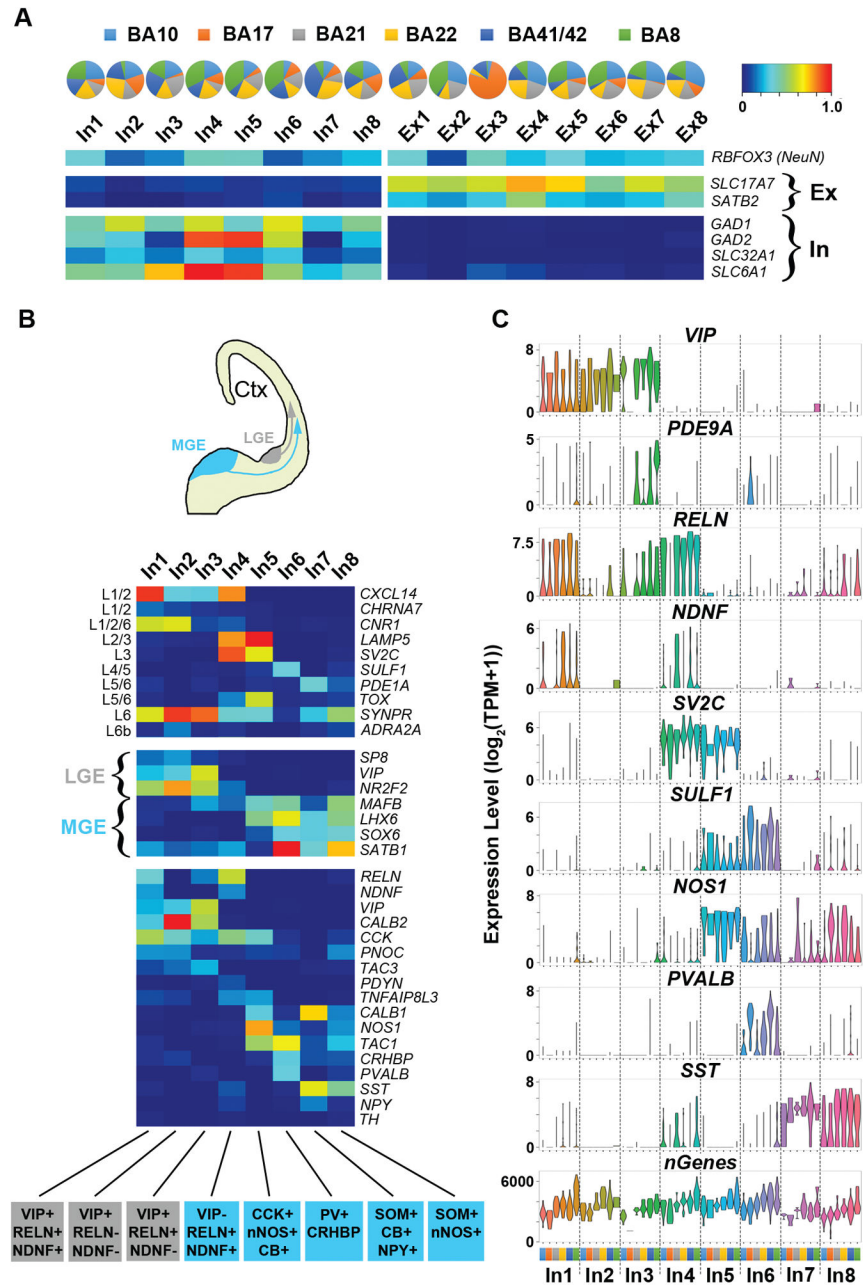 A
BA10 BA17 BA21 BA22 BA41/42 BA8
0 1.0
In1 In2 In3 In4 In5 In6 In7 In8 Ex1 Ex2 Ex3 Ex4 Ex5 Ex6 Ex7 Ex8
RBFOX3 (NeuN)
SLC17A7
SATB2
Ex
GAD1
GAD2
SLC32A1
SLC6A1
In
B
Ctx
LGE
MGE
In1 In2 In3 In4 In5 In6 In7 In8
L1/2 CXCL14
L1/2 CHRNA7
L1/2/6 CNR1
L2/3 LAMP5
L3 SV2C
L4/5 SULF1
L5/6 PDE1A
L5/6 TOX
L6 SYNPR
L6b ADRA2A
LGE
MGE
SP8
VIP
NR2F2
MAFB
LHX6
SOX6
SATB1
RELN
NDNF
VIP
CALB2
CCK
PNOC
TAC3
PDYN
TNFAIP8L3
CALB1
NOS1
TAC1
CRHBP
PVALB
SST
NPY
TH
VIP+ RELN+ NDNF+
VIP+ RELN- NDNF-
VIP+ RELN+ NDNF-
VIP- RELN+ NDNF+
CCK+ nNOS+ CB+
PV+ CRHBP
SOM+ CB+ NPY+
SOM+ nNOS+
C
Expression Level (log2(TPM+1))
VIP
8
0
PDE9A
5
0
RELN
7.5
0
NDNF
6
0
SV2C
6
0
SULF1
8
0
NOS1
8
0
PVALB
8
0
SST
8
0
nGenes
6000
0
In1 In2 In3 In4 In5 In6 In7 In8